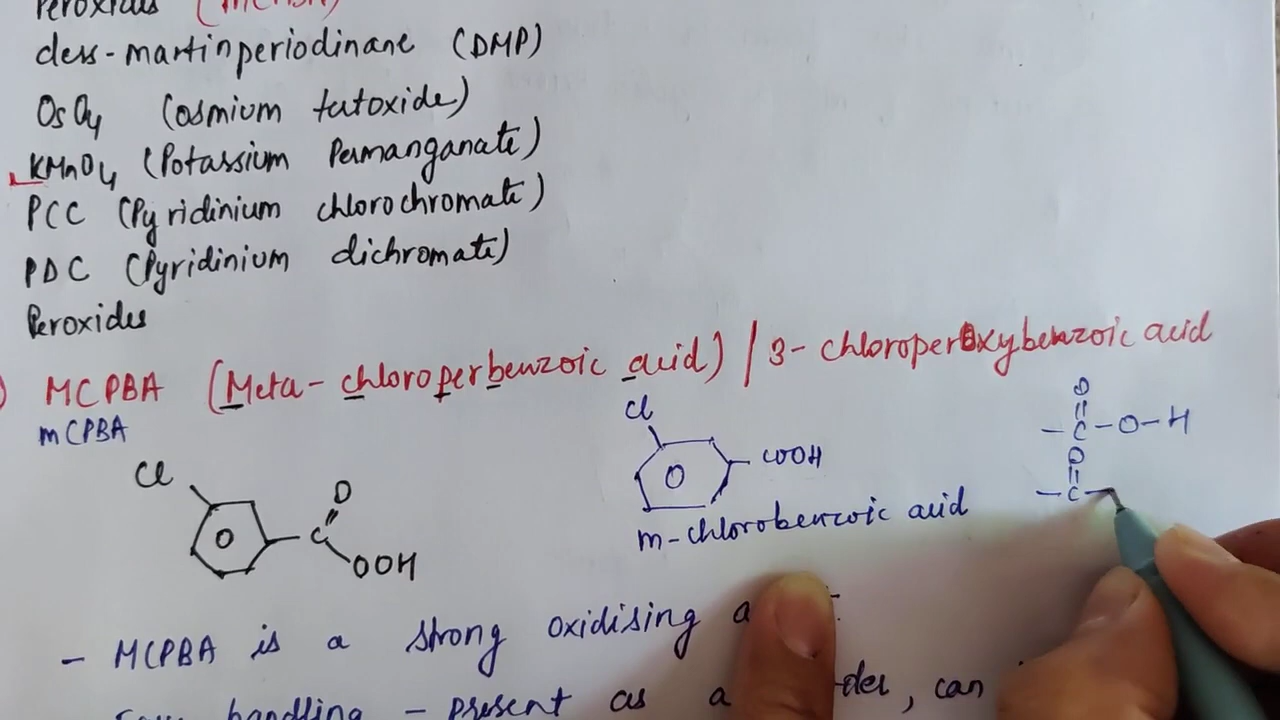 Peroxides (MCPBA)
dess-martinperiodinane (DMP)
OsO4 (osmium tetoxide)
KMnO4 (Potassium Permanganate)
PCC (Pyridinium chlorochromate)
PDC (Pyridinium dichromate)
Peroxides
MCPBA (Meta-chloroperbenzoic acid) / 3-chloroperoxybenzoic acid
mCPBA
Cl
C
O
OOH
Cl
COOH
m-chlorobenzoic acid
O
-C-O-H
O
-C-
- MCPBA is a strong oxidising
handling - present as a can